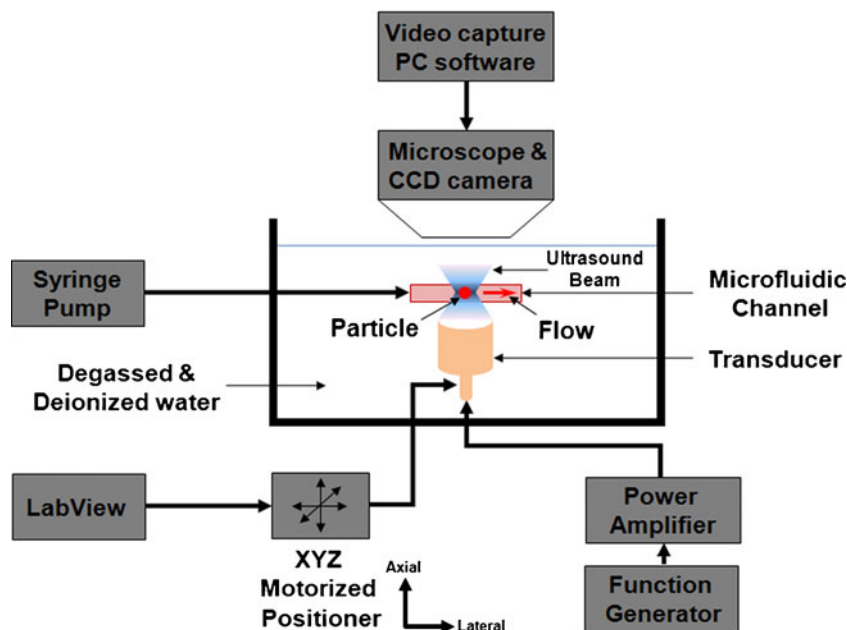 Video capture
PC software
Microscope &
CCD camera
Ultrasound
Beam
Syringe
Pump
Microfluidic
Channel
Particle
Flow
Transducer
Degassed &
Deionized water
LabView
Power
Amplifier
XYZ
Motorized
Positioner
Axial
Lateral
Function
Generator